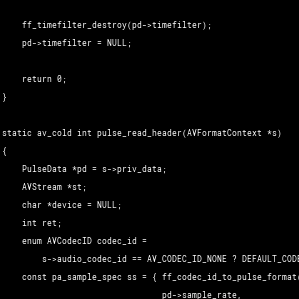 ff_timefilter_destroy(pd->timefilter);
pd->timefilter = NULL;
return 0;
}
static av_cold int pulse_read_header(AVFormatContext *s)
{
PulseData *pd = s->priv_data;
AVStream *st;
char *device = NULL;
int ret;
enum AVCodecID codec_id =
s->audio_codec_id == AV_CODEC_ID_NONE ? DEFAULT_CODE
const pa_sample_spec ss = { ff_codec_id_to_pulse_format(
pd->sample_rate,